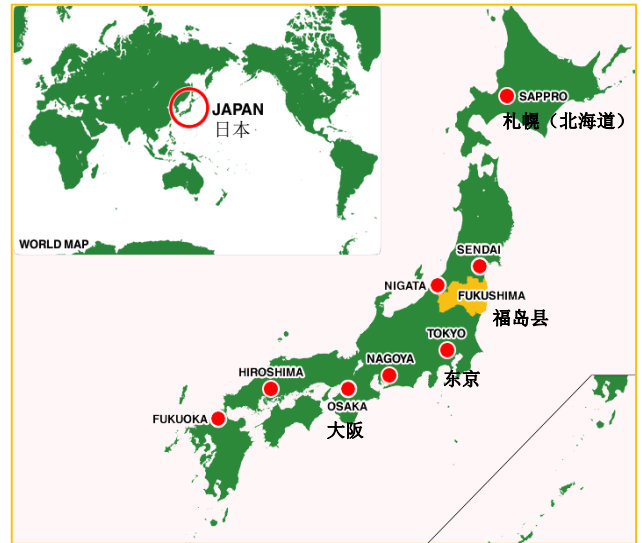 JAPAN
日本
WORLD MAP
SAPPRO
札幌（北海道）
SENDAI
NIGATA
FUKUSHIMA
福岛县
TOKYO
东京
NAGOYA
HIROSHIMA
OSAKA
大阪
FUKUOKA